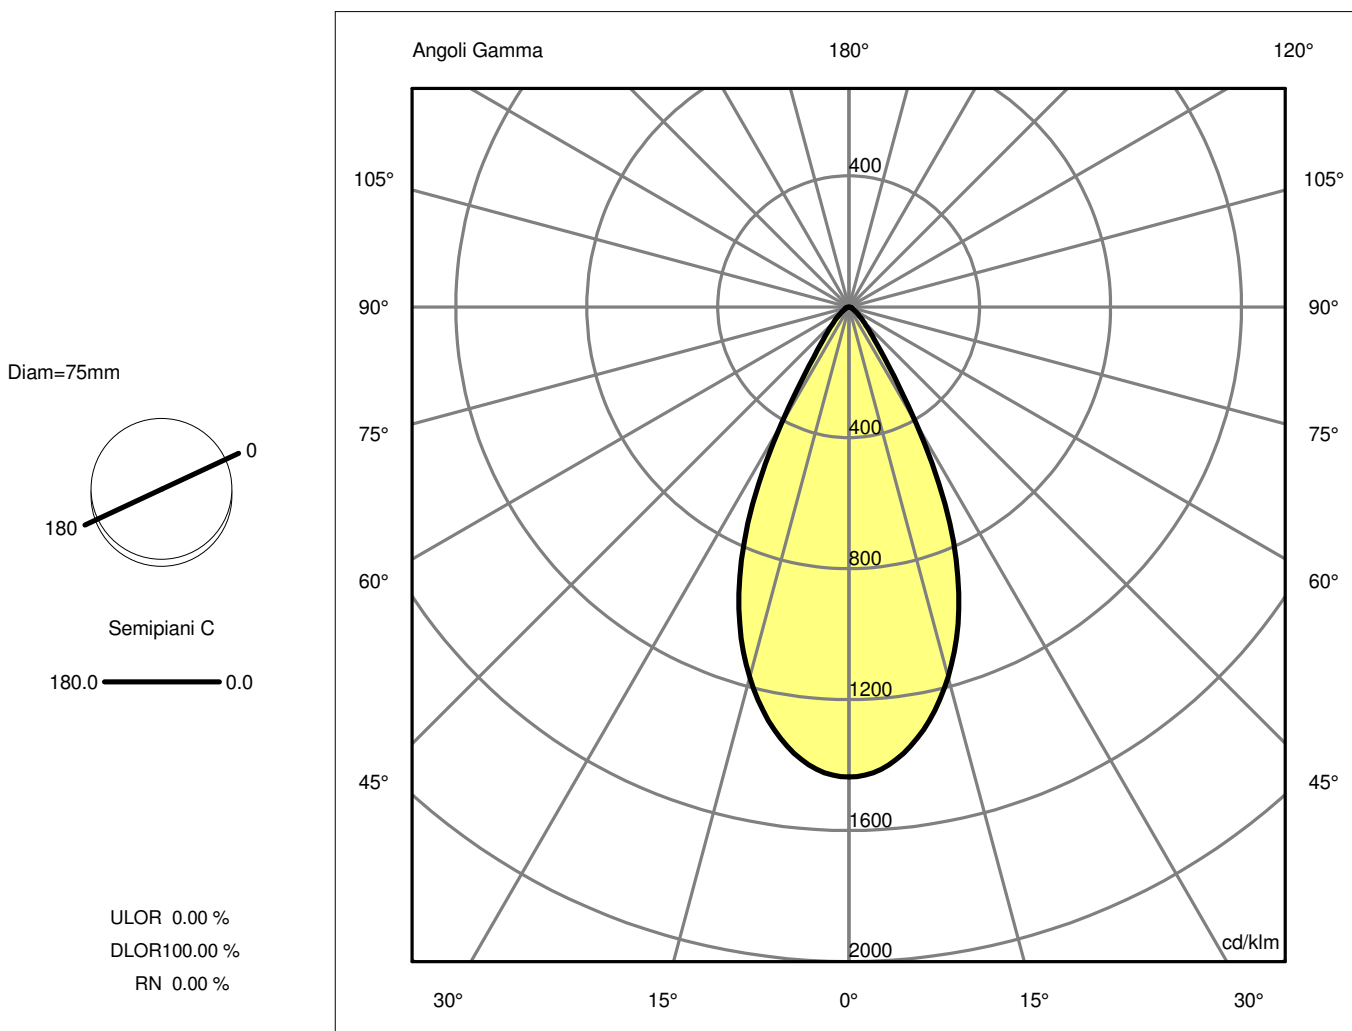 Angoli Gamma 180° 120°
400
105° 105°
90° 90°
Diam=75mm
400
75° 75°
0
180
800
60° 60°
Semipiani C
180.0 0.0
1200
45° 45°
1600
ULOR 0.00 %
cd/klm
DLOR100.00 %
2000
RN 0.00 %
30° 15° 0° 15° 30°